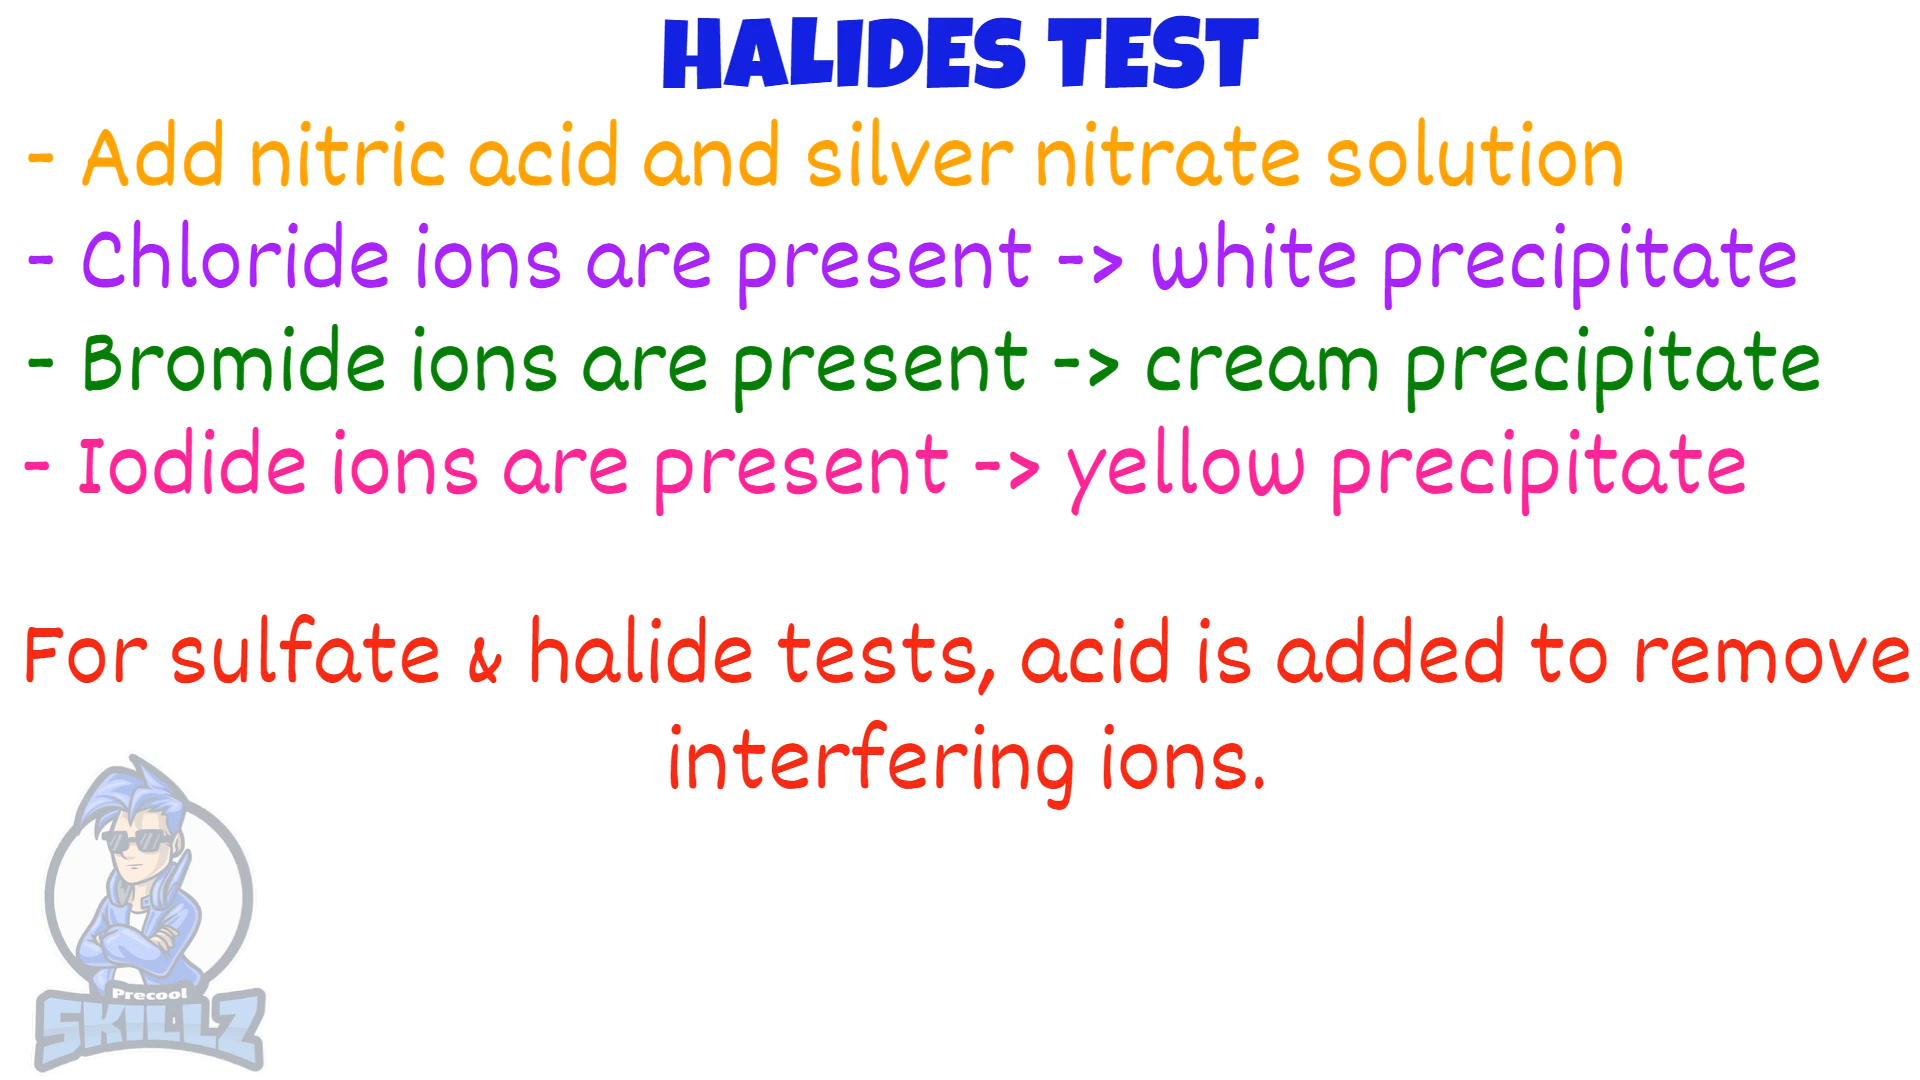 HALIDES TEST
- Add nitric acid and silver nitrate solution
- Chloride ions are present -> white precipitate
- Bromide ions are present -> cream precipitate
- Iodide ions are present -> yellow precipitate
For sulfate & halide tests, acid is added to remove
interfering ions.
Precool
SKILLZ